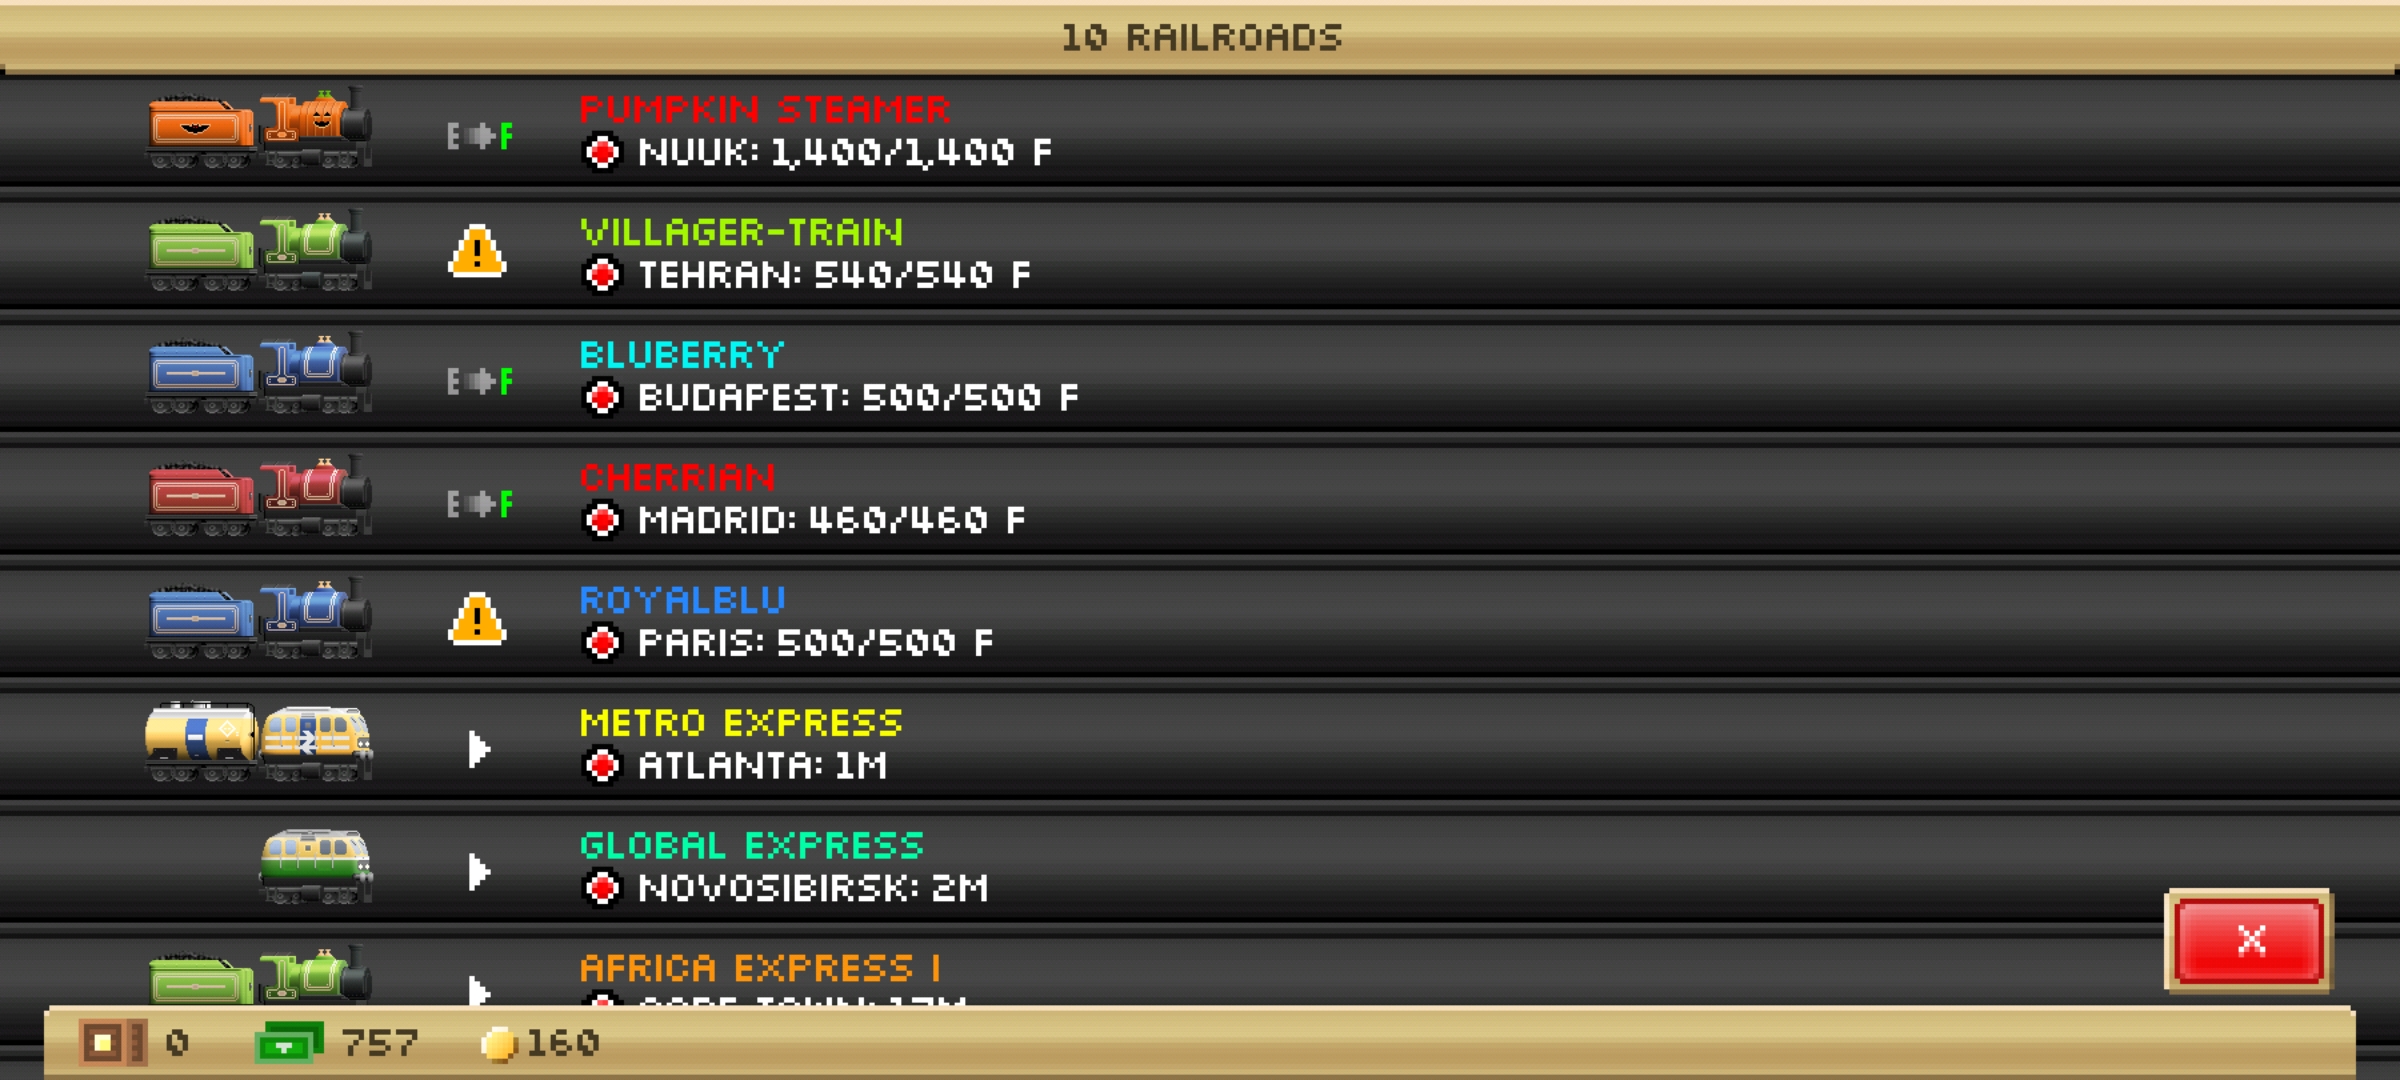 10 RAILROADS
E F
PUMPKIN STEAMER
NUUK: 1,400/1,400 F
VILLAGER-TRAIN
TEHRAN: 540/540 F
E F
BLUBERRY
BUDAPEST: 500/500 F
E F
CHERRIAN
MADRID: 460/460 F
ROYALBLU
PARIS: 500/500 F
METRO EXPRESS
ATLANTA: 1M
GLOBAL EXPRESS
NOVOSIBIRSK: 2M
AFRICA EXPRESS I
X
0 757 160